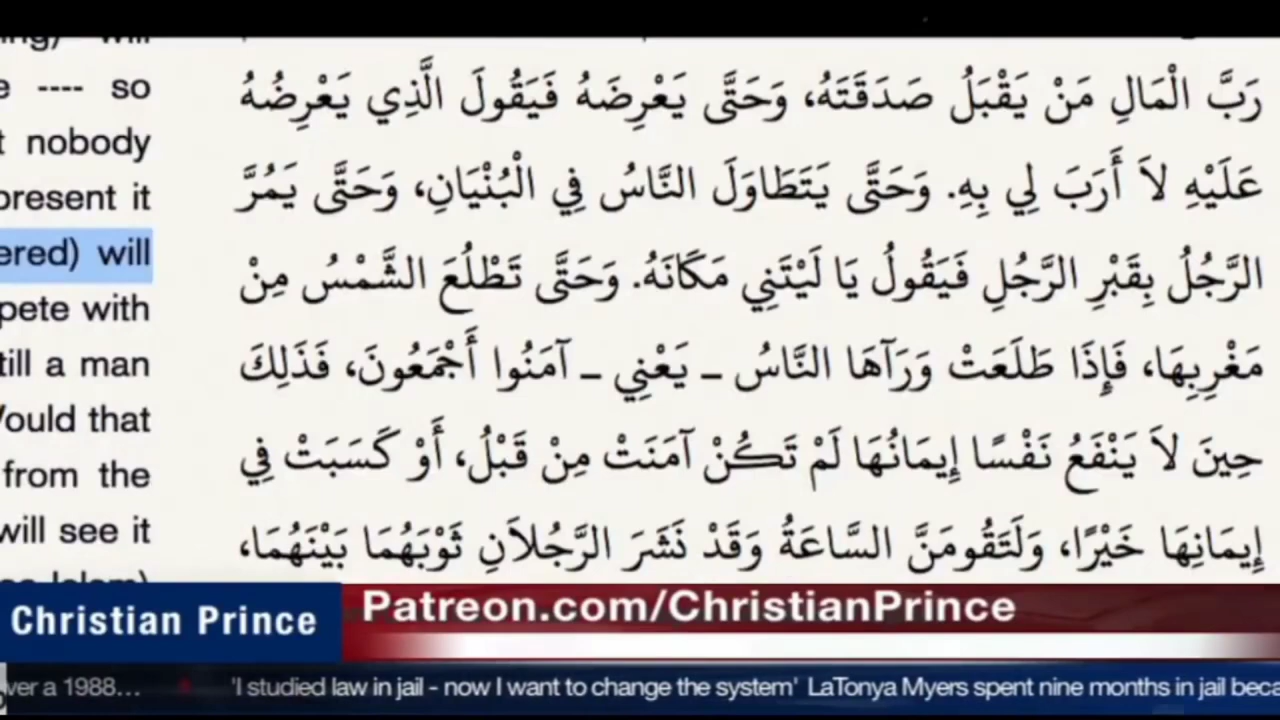 e ---- so
t nobody
present it
ered) will
pete with
till a man
ould that
from the
will see it
رَبَّ الْمَالِ مَنْ يَقْبَلُ صَدَقَتَهُ، وَحَتَّى يَعْرِضَهُ فَيَقُولَ الَّذِي يَعْرِضُهُ
عَلَيْهِ لاَ أَرَبَ لِي بِهِ. وَحَتَّى يَتَطَاوَلَ النَّاسُ فِي الْبُنْيَانِ، وَحَتَّى يَمُرَّ
الرَّجُلُ بِقَبْرِ الرَّجُلِ فَيَقُولُ يَا لَيْتَنِي مَكَانَهُ. وَحَتَّى تَطْلُعَ الشَّمْسُ مِنْ
مَغْرِبِهَا، فَإِذَا طَلَعَتْ وَرَآهَا النَّاسُ ـ يَعْنِي ـ آمَنُوا أَجْمَعُونَ، فَذَلِكَ
حِينَ لاَ يَنْفَعُ نَفْسًا إِيمَانُهَا لَمْ تَكُنْ آمَنَتْ مِنْ قَبْلُ، أَوْ كَسَبَتْ فِي
إِيمَانِهَا خَيْرًا، وَلَتَقُومَنَّ السَّاعَةُ وَقَدْ نَشَرَ الرَّجُلاَنِ ثَوْبَهُمَا بَيْنَهُمَا،
Christian Prince
Patreon.com/ChristianPrince
ver a 1988... 'I studied law in jail - now I want to change the system' LaTonya Myers spent nine months in jail beca